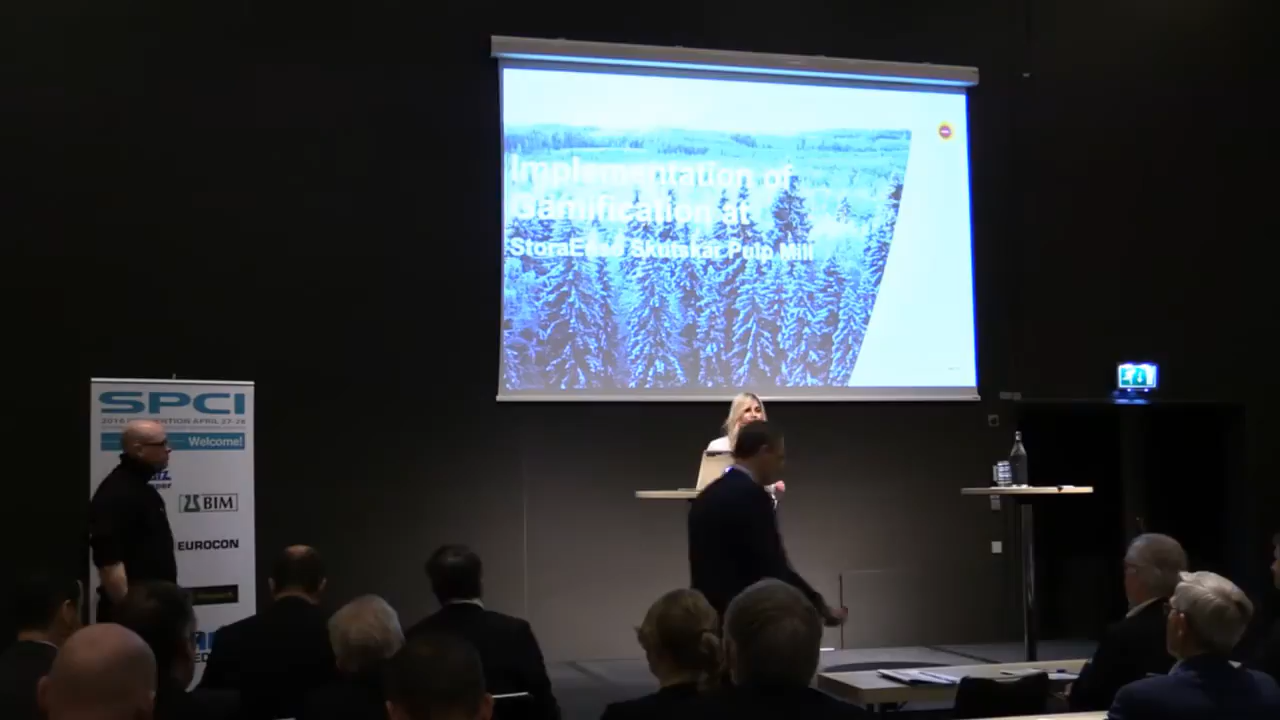 Implementation of
Gamification at
StoraEnso Skutskär Pulp Mill
SPCI
Welcome!
BIM
EUROCON